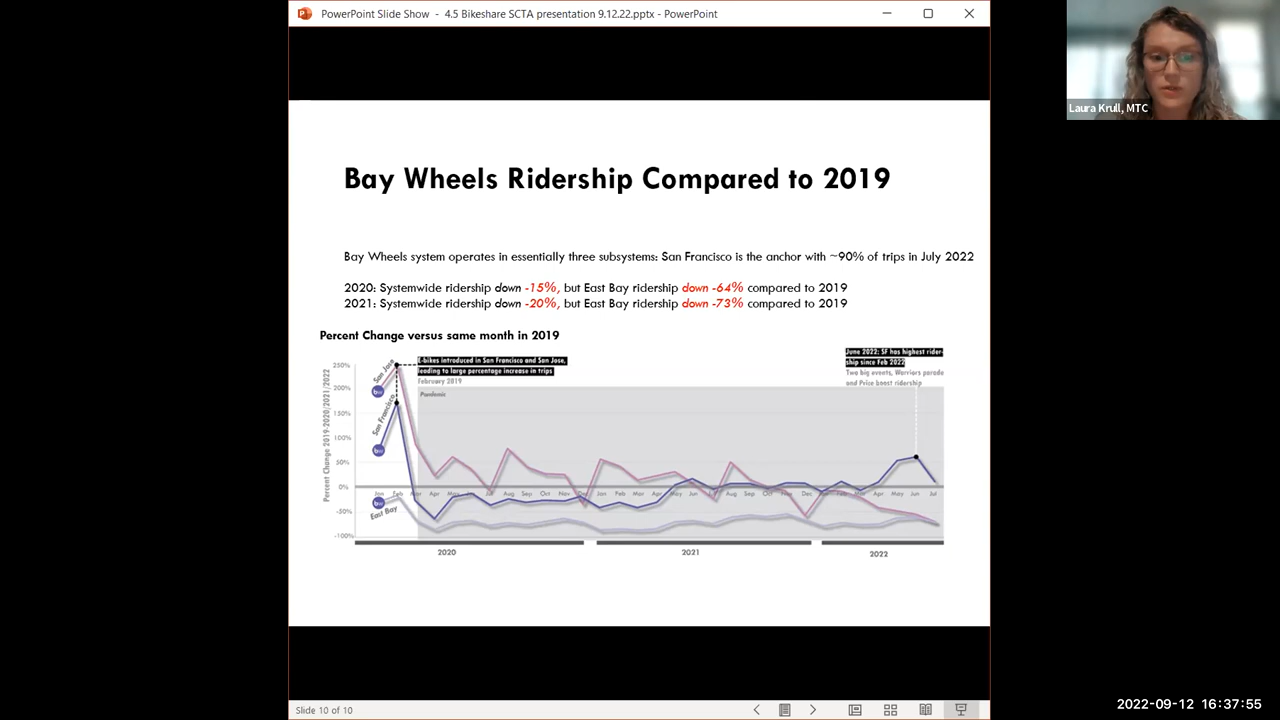 PowerPoint Slide Show - 4.5 Bikeshare SCTA presentation 9.12.22.pptx - PowerPoint
Laura Krull, MTC
Bay Wheels Ridership Compared to 2019
Bay Wheels system operates in essentially three subsystems: San Francisco is the anchor with ~90% of trips in July 2022
2020: Systemwide ridership down -15%, but East Bay ridership down -64% compared to 2019
2021: Systemwide ridership down -20%, but East Bay ridership down -73% compared to 2019
Percent Change versus same month in 2019
E-bikes introduced in San Francisco and San Jose,
leading to large percentage increase in trips
February 2019
June 2022: SF has highest rider-
ship since Feb 2022
Two big events, Warriors parade
and Price boost ridership
Pandemic
Percent Change 2019-2020/2021/2022
250%
200%
150%
100%
50%
0%
-50%
-100%
San Jose
San Francisco
East Bay
Jan Feb Mar Apr May Jun Jul Aug Sep Oct Nov Dec Jan Feb Mar Apr May Jun Jul Aug Sep Oct Nov Dec Jan Feb Mar Apr May Jun Jul
2020 2021 2022
Slide 10 of 10
2022-09-12 16:37:55